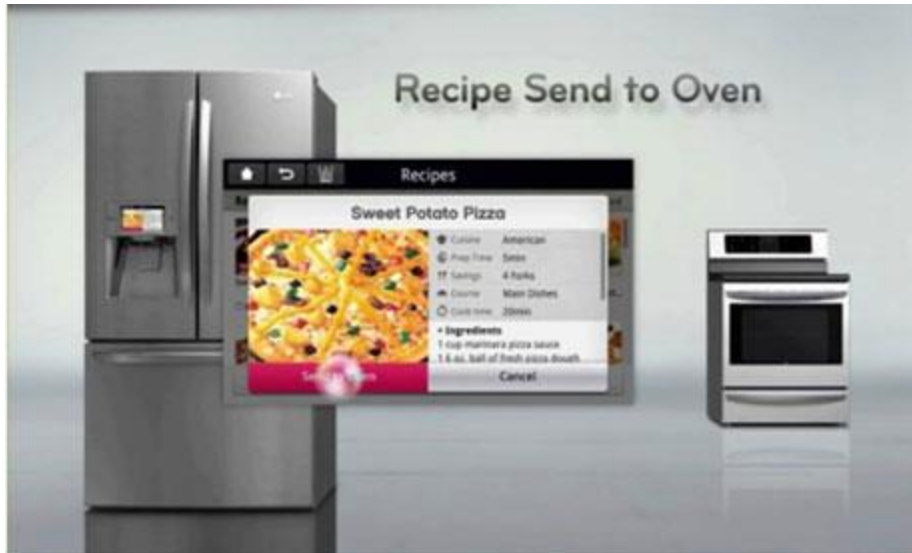 Recipe Send to Oven
Recipes
Sweet Potato Pizza
Cuisine American
Prep Time 5min
Servings 4 Forks
Course Main Dishes
Cook time 20min
• Ingredients
1 cup marinara pizza sauce
1 6 oz. ball of fresh pizza dough
Cancel